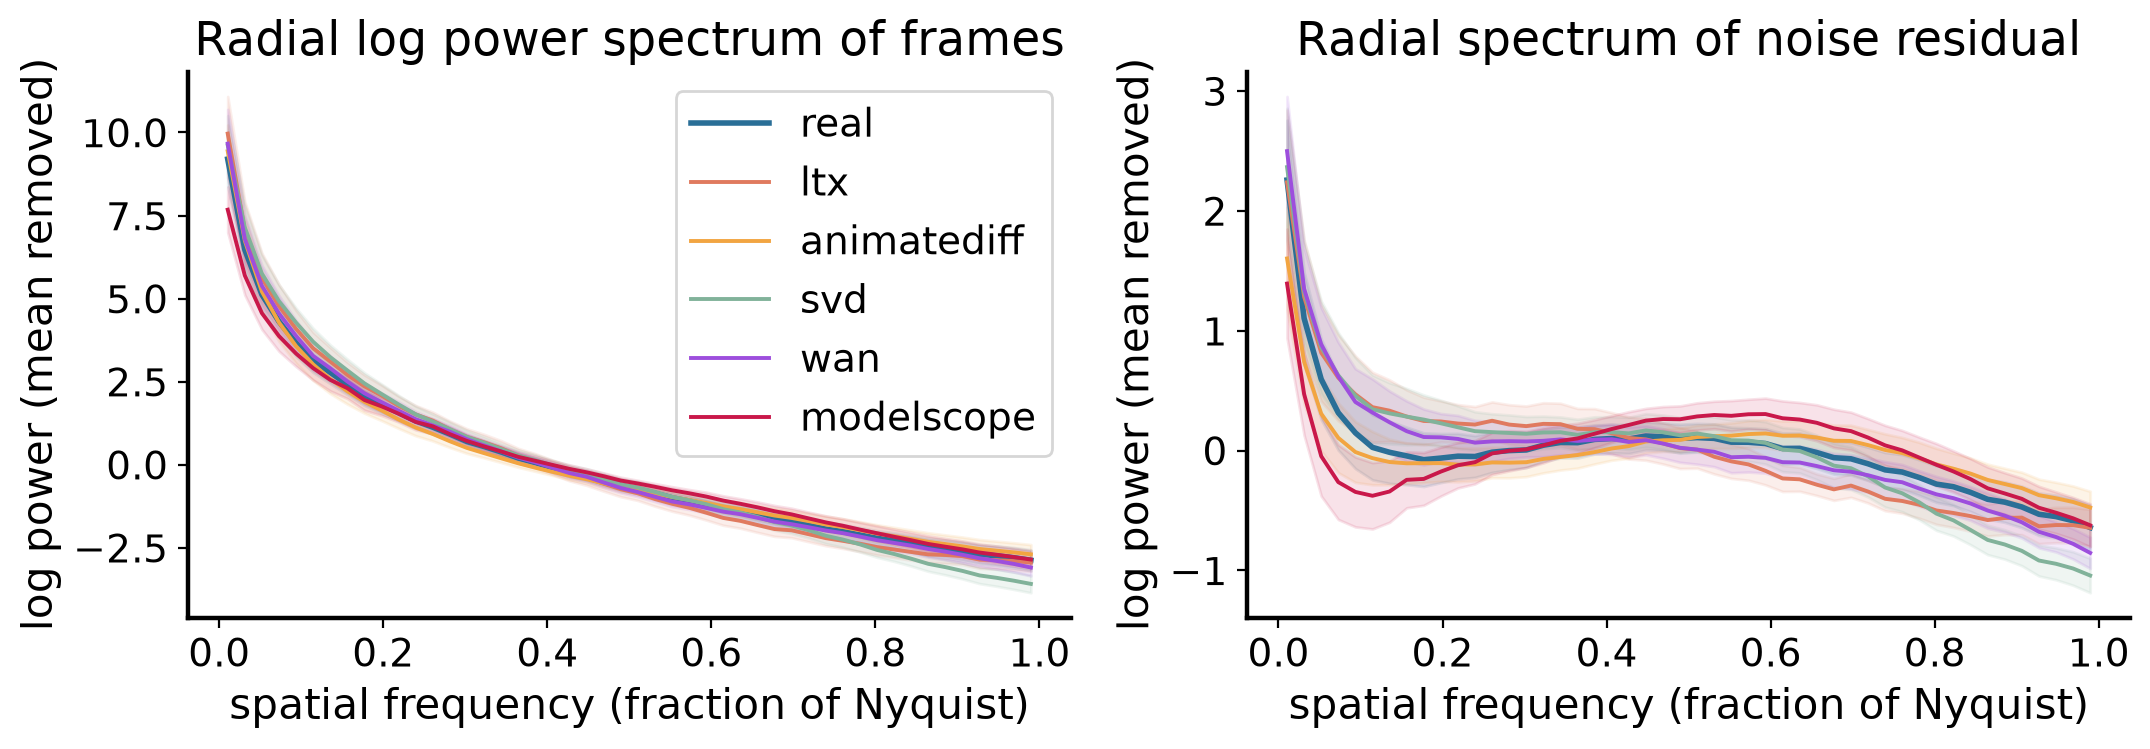 Radial log power spectrum of frames
log power (mean removed)
10.0
7.5
5.0
2.5
0.0
−2.5
real
ltx
animatediff
svd
wan
modelscope
0.0 0.2 0.4 0.6 0.8 1.0
spatial frequency (fraction of Nyquist)
Radial spectrum of noise residual
log power (mean removed)
3
2
1
0
−1
0.0 0.2 0.4 0.6 0.8 1.0
spatial frequency (fraction of Nyquist)